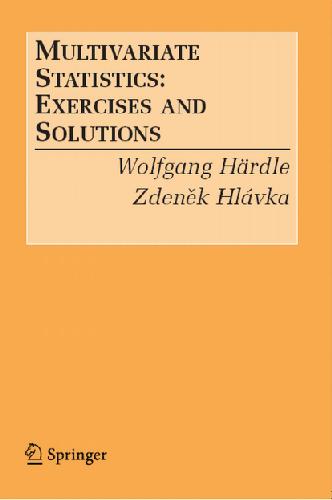 MULTIVARIATE
STATISTICS:
EXERCISES AND
SOLUTIONS
Wolfgang Härdle
Zdeněk Hlávka
Springer